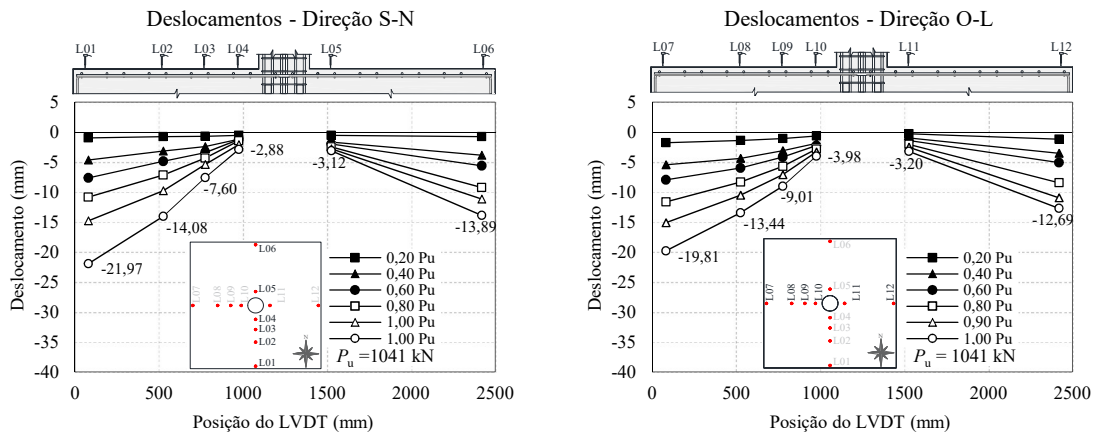 Deslocamentos - Direção S-N
L01 L02 L03 L04 L05 L06
5
0
-5
-10
-15
-20
-25
-30
-35
-40
Deslocamento (mm)
-2,88
-7,60
-14,08
-21,97
-3,12
-13,89
L06
L05
L07 L08 L09 L10 L11 L12
L04
L03
L02
L01
N
0,20 Pu
0,40 Pu
0,60 Pu
0,80 Pu
1,00 Pu
1,00 Pu
Pu =1041 kN
0 500 1000 1500 2000 2500
Posição do LVDT (mm)
Deslocamentos - Direção O-L
L07 L08 L09 L10 L11 L12
5
0
-5
-10
-15
-20
-25
-30
-35
-40
Deslocamento (mm)
-3,98
-9,01
-13,44
-19,81
-3,20
-12,69
L06
L05
L07 L08 L09 L10 L11 L12
L04
L03
L02
L01
N
0,20 Pu
0,40 Pu
0,60 Pu
0,80 Pu
0,90 Pu
1,00 Pu
Pu =1041 kN
0 500 1000 1500 2000 2500
Posição do LVDT (mm)